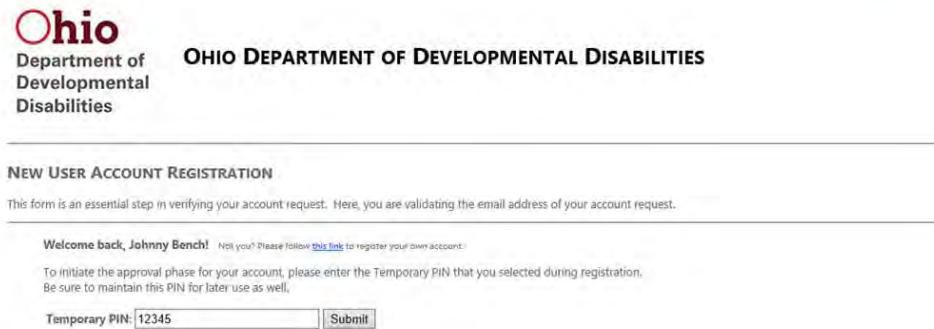 Ohio
Department of
Developmental
Disabilities
OHIO DEPARTMENT OF DEVELOPMENTAL DISABILITIES
NEW USER ACCOUNT REGISTRATION
This form is an essential step in verifying your account request. Here, you are validating the email address of your account request.
Welcome back, Johnny Bench! Not you? Please follow this link to register your own account.
To initiate the approval phase for your account, please enter the Temporary PIN that you selected during registration.
Be sure to maintain this PIN for later use as well.
Temporary PIN: 12345 Submit